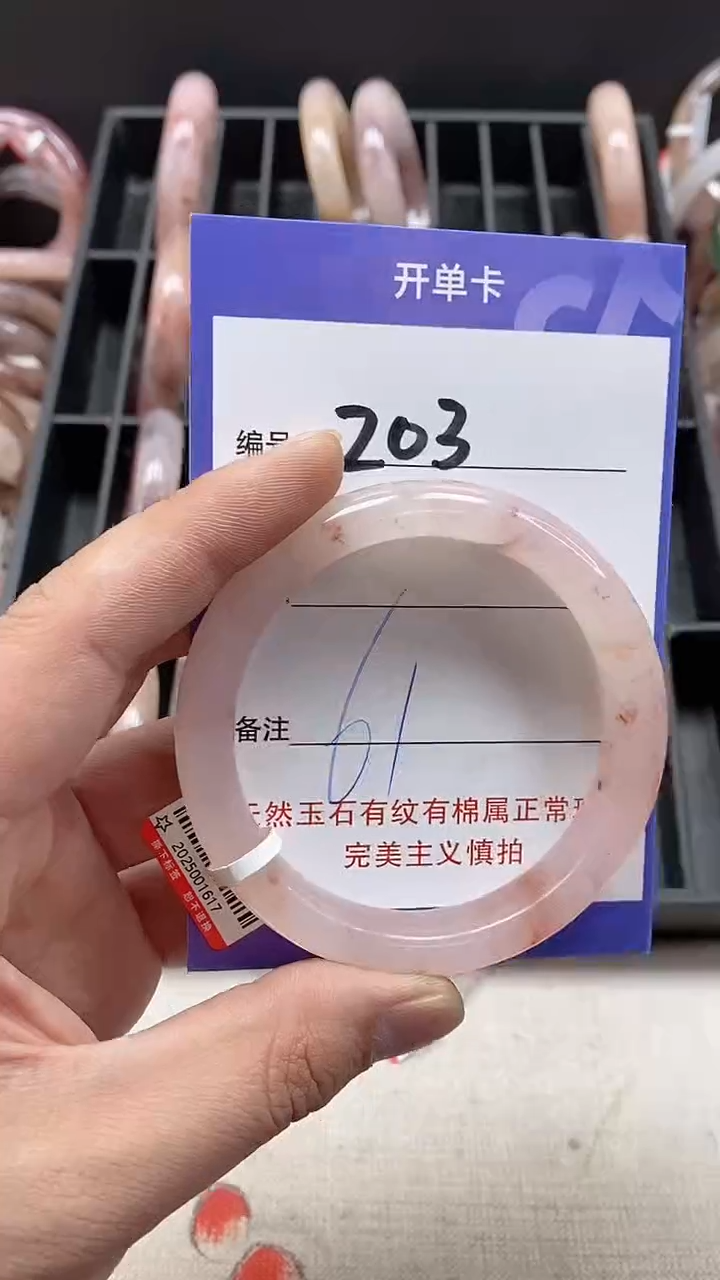 开单卡
编号 203
备注 61
天然玉石有纹有棉属正常现
完美主义慎拍
2025001617